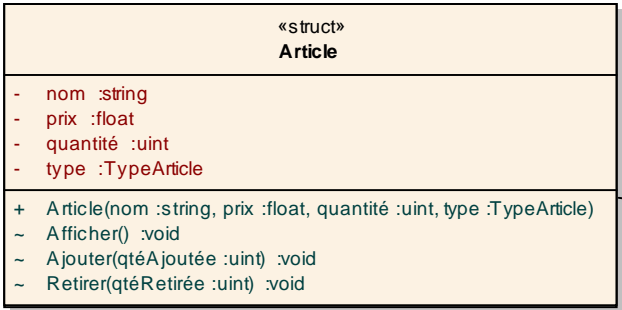 «struct»
Article
- nom :string
- prix :float
- quantité :uint
- type :TypeArticle
+ Article(nom :string, prix :float, quantité :uint, type :TypeArticle)
~ Afficher() :void
~ Ajouter(qtéAjoutée :uint) :void
~ Retirer(qtéRetirée :uint) :void